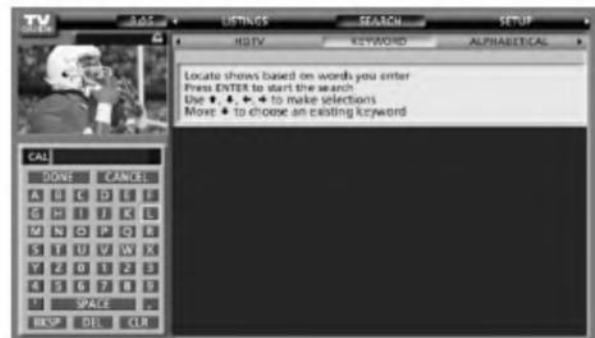 TV GUIDE
8:05 LISTINGS SEARCH SETUP
HDTV KEYWORD ALPHABETICAL
Locate shows based on words you enter
Press ENTER to start the search
Use ↑, ↓, ←, → to make selections
Move ↓ to choose an existing keyword
CAL
DONE CANCEL
A B C D E F
G H I J K L
M N O P Q R
S T U V W X
Y Z 0 1 2 3
4 5 6 7 8 9
' SPACE
BKSP DEL CLR